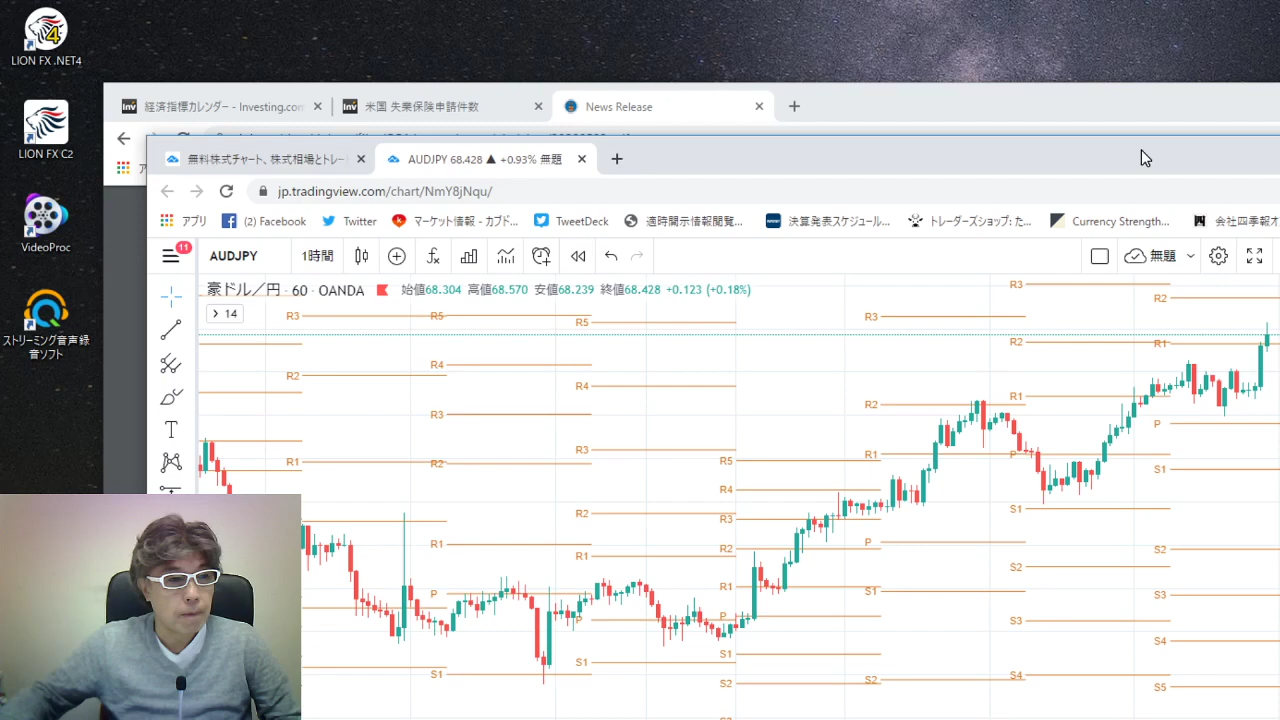 LION FX .NET4
LION FX C2
VideoProc
ストリーミング音声録
音ソフト
経済指標カレンダー - Investing.con
米国 失業保険申請件数
News Release
ア
無料株式チャート、株式相場とトレー
AUDJPY 68.428 ▲ +0.93% 無題
jp.tradingview.com/chart/NmY8jNqu/
アプリ
(2) Facebook
Twitter
マーケット情報 - カブド...
TweetDeck
適時開示情報閲覧...
決算発表スケジュール...
トレーダーズショップ: た...
Currency Strength...
会社四季報オ
11
AUDJPY
1時間
無題
豪ドル／円 · 60 · OANDA
始値68.304 高値68.570 安値68.239 終値68.428 +0.123 (+0.18%)
14
R3
R2
R1
R5
R4
R3
R2
R1
P
S1
R5
R4
R3
R2
R1
P
S1
R5
R4
R3
R2
R1
P
S1
S2
R3
R2
R1
P
S1
S2
R3
R2
R1
P
S1
S2
S3
S4
R2
R1
P
S1
S2
S3
S4
S5